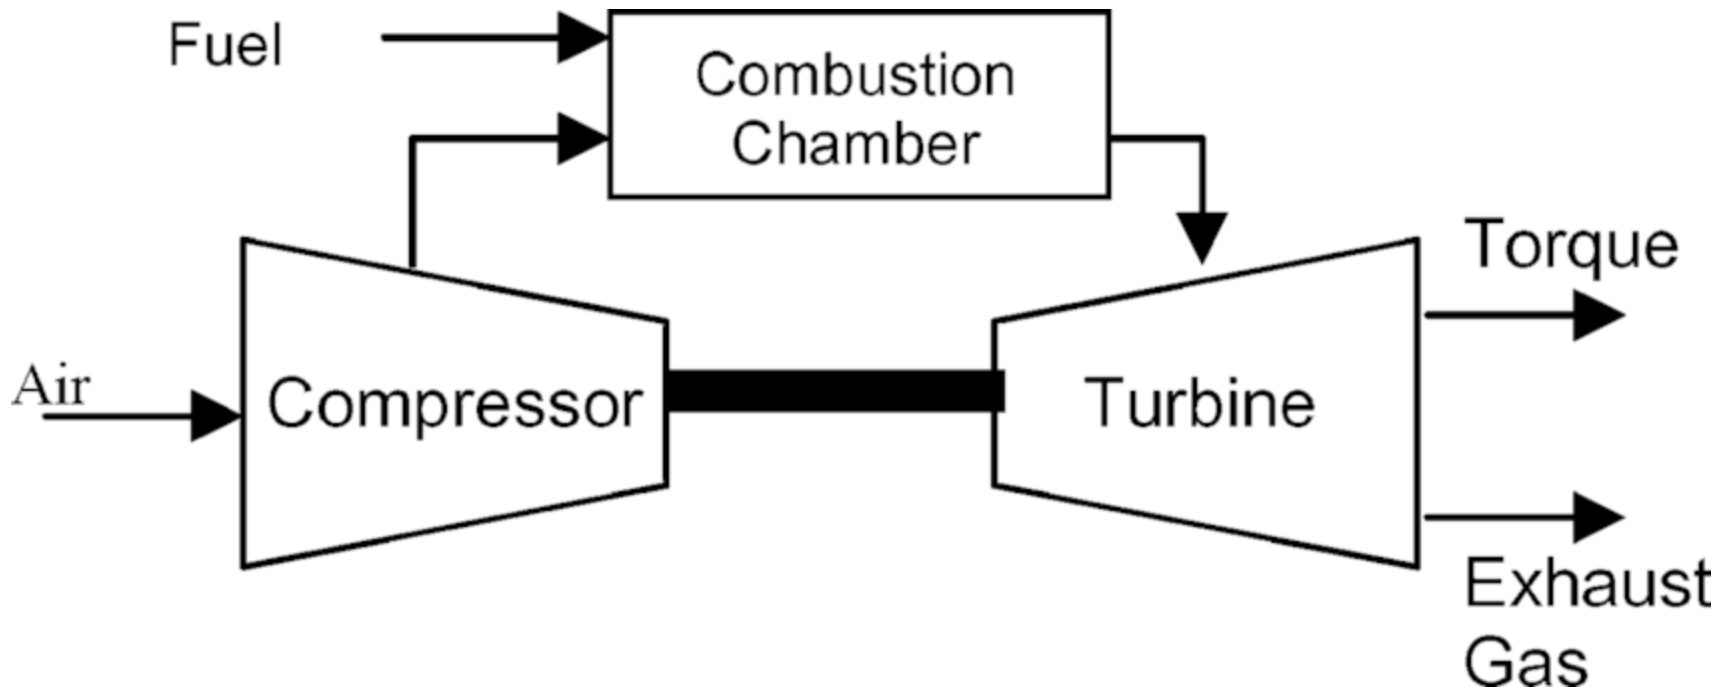 Fuel
Combustion
Chamber
Torque
Air
Compressor
Turbine
Exhaust
Gas